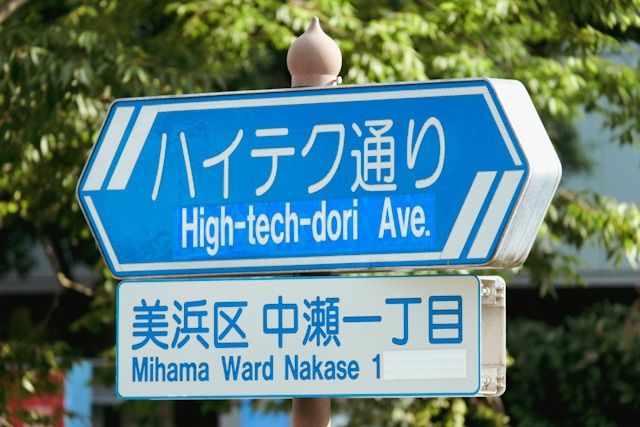 ハイテク通り
High-tech-dori Ave.
美浜区 中瀬一丁目
Mihama Ward Nakase 1